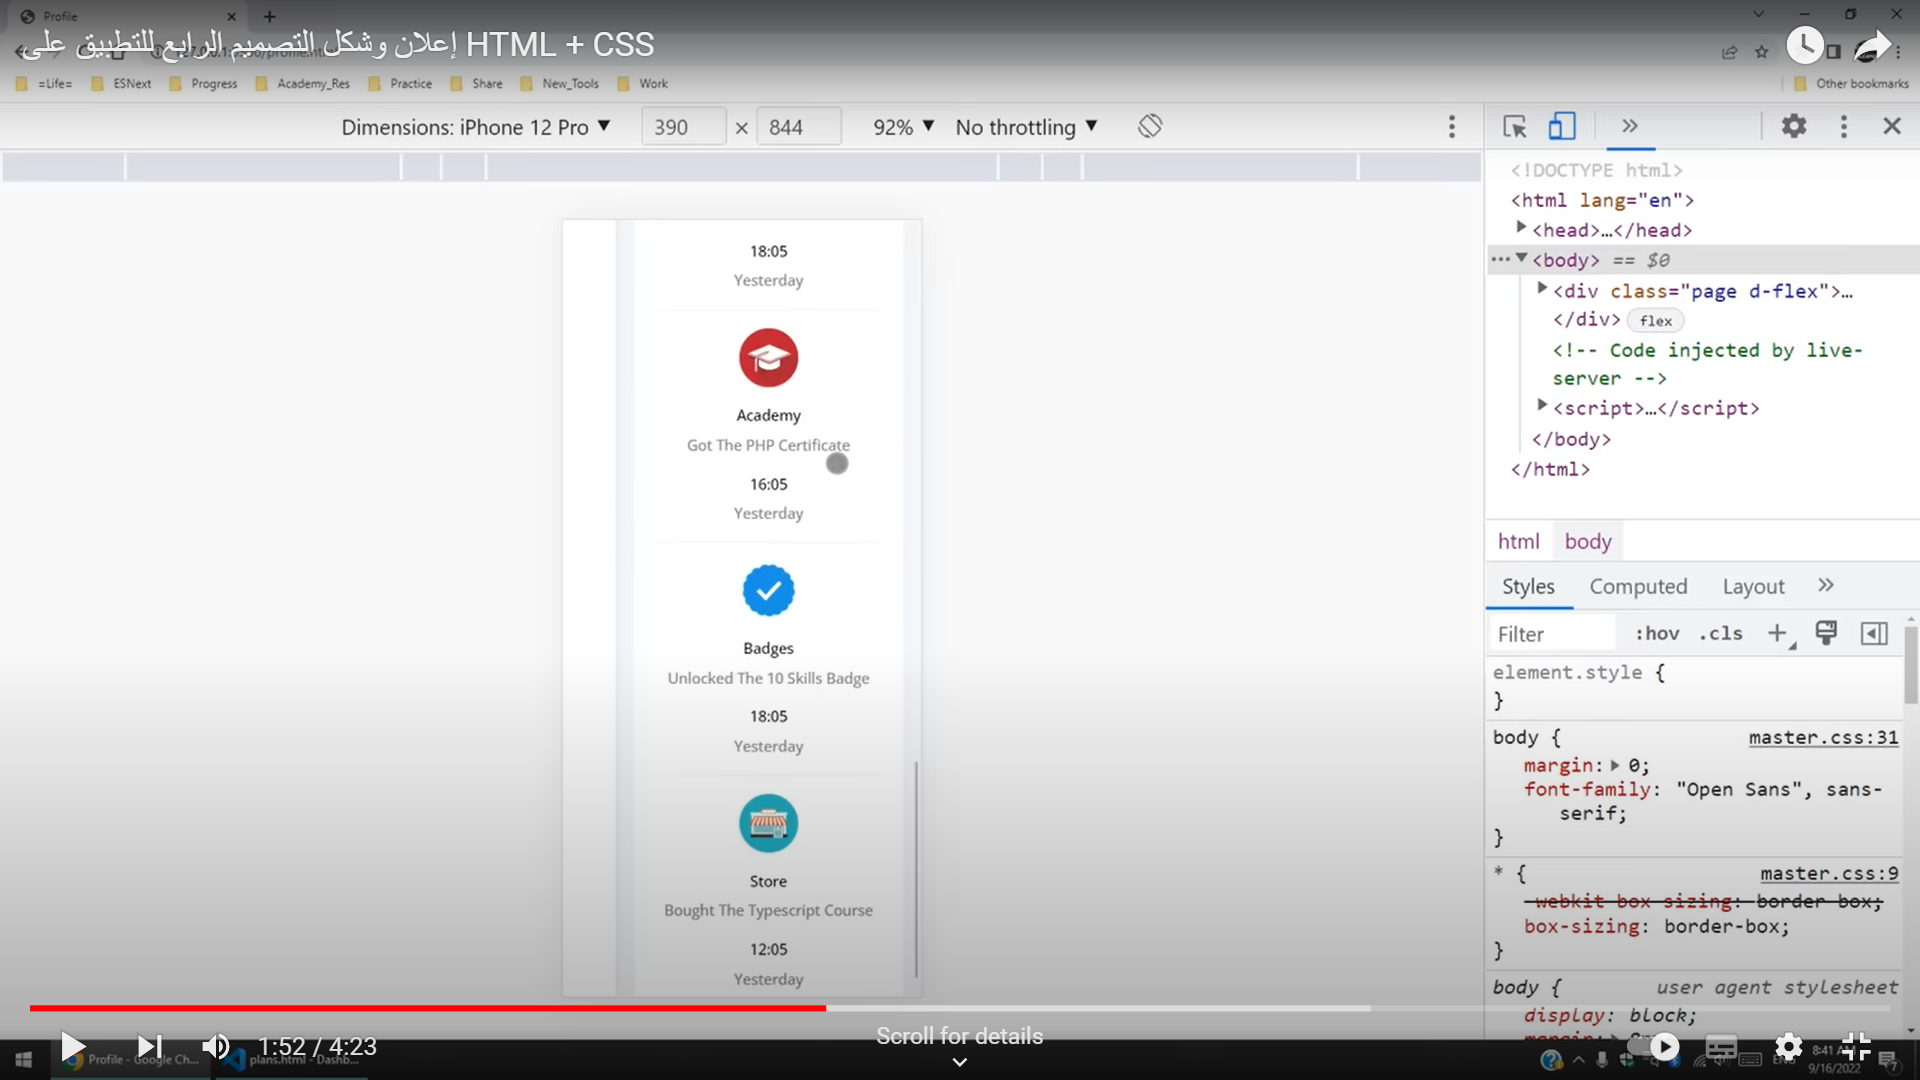 Profile
إعلان وشكل التصميم الرابع للتطبيق على HTML + CSS
=Life=
ESNext
Progress
Academy_Res
Practice
Share
New_Tools
Work
Other bookmarks
Dimensions: iPhone 12 Pro
390 × 844
92%
No throttling
18:05
Yesterday
Academy
Got The PHP Certificate
16:05
Yesterday
Badges
Unlocked The 10 Skills Badge
18:05
Yesterday
Store
Bought The Typescript Course
12:05
Yesterday
<!DOCTYPE html>
<html lang="en">
<head>…</head>
<body> == $0
<div class="page d-flex">…
</div> flex
<!-- Code injected by live-
server -->
<script>…</script>
</body>
</html>
html body
Styles Computed Layout
Filter :hov .cls
element.style {
}
body { master.css:31
margin: 0;
font-family: "Open Sans", sans-
serif;
}
* { master.css:9
-webkit-box-sizing: border-box;
box-sizing: border-box;
}
body { user agent stylesheet
display: block;
Scroll for details
1:52 / 4:23
Profile - Google Ch...
plans.html - Dashb...
8:41
9/16/2022